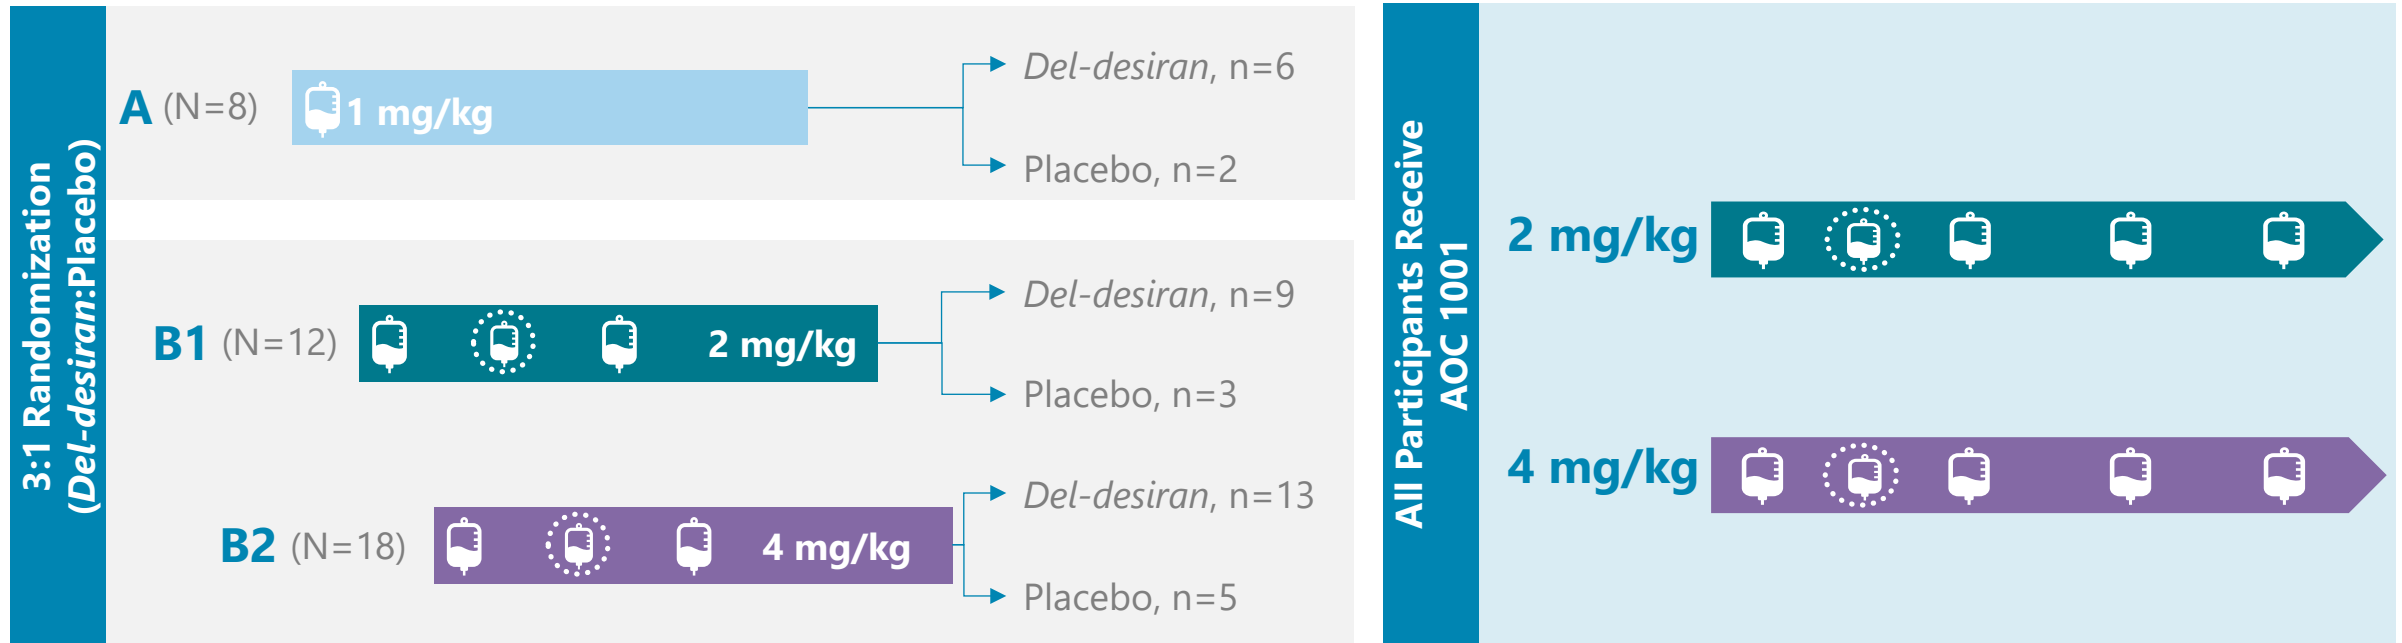 3:1 Randomization
(Del-desiran:Placebo)
A (N=8)
1 mg/kg
Del-desiran, n=6
Placebo, n=2
B1 (N=12)
2 mg/kg
Del-desiran, n=9
Placebo, n=3
B2 (N=18)
4 mg/kg
Del-desiran, n=13
Placebo, n=5
All Participants Receive
AOC 1001
2 mg/kg
4 mg/kg